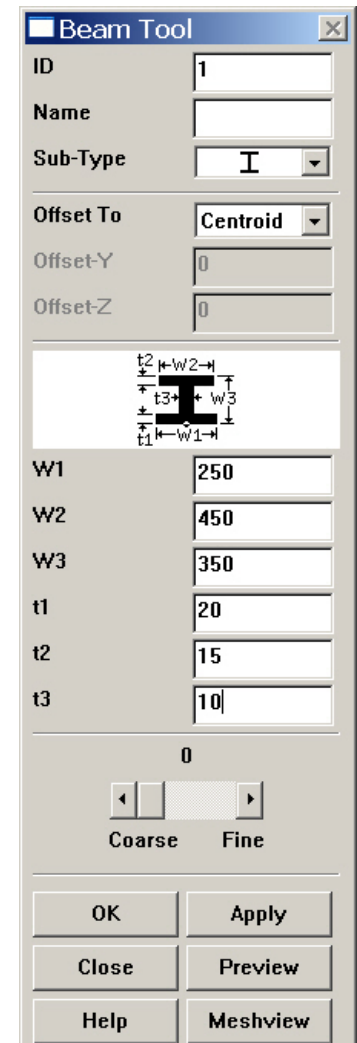 Beam Tool
ID 1
Name
Sub-Type
Offset To Centroid
Offset-Y 0
Offset-Z 0
t2 W2
t3 W3
t1 W1
W1 250
W2 450
W3 350
t1 20
t2 15
t3 10
0
Coarse Fine
OK Apply
Close Preview
Help Meshview